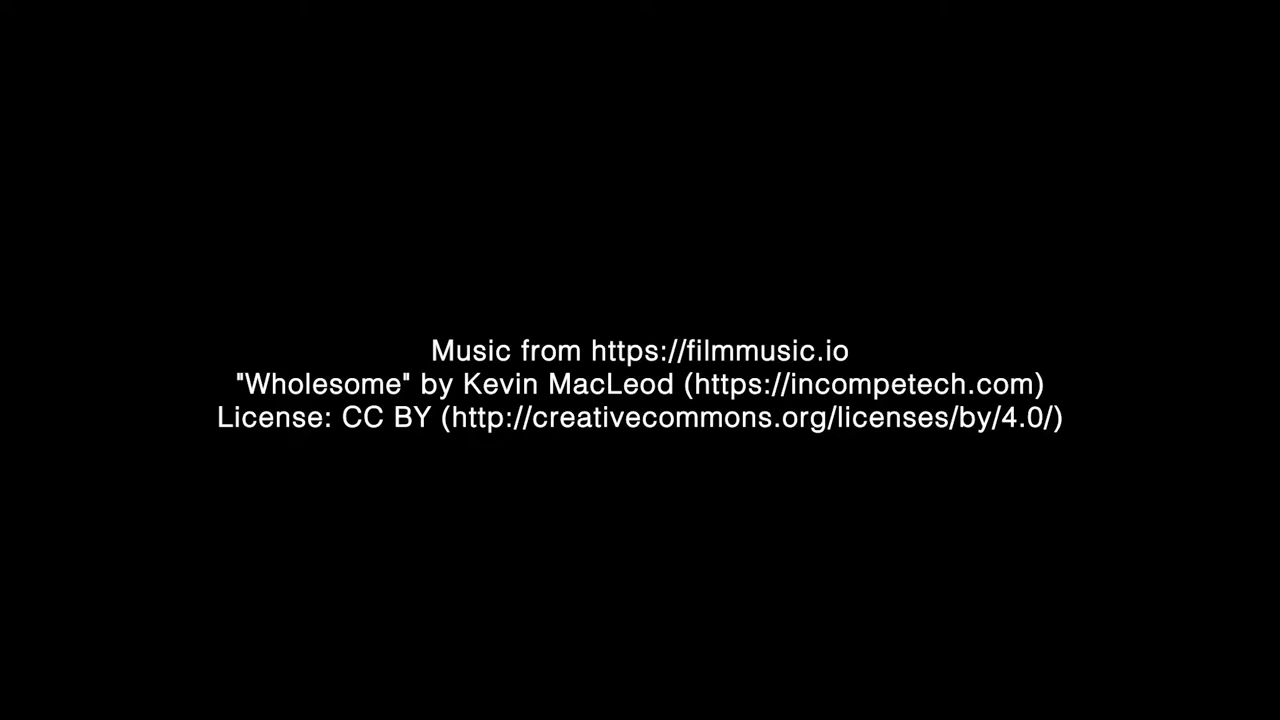 Music from https://filmmusic.io
"Wholesome" by Kevin MacLeod (https://incompetech.com)
License: CC BY (http://creativecommons.org/licenses/by/4.0/)